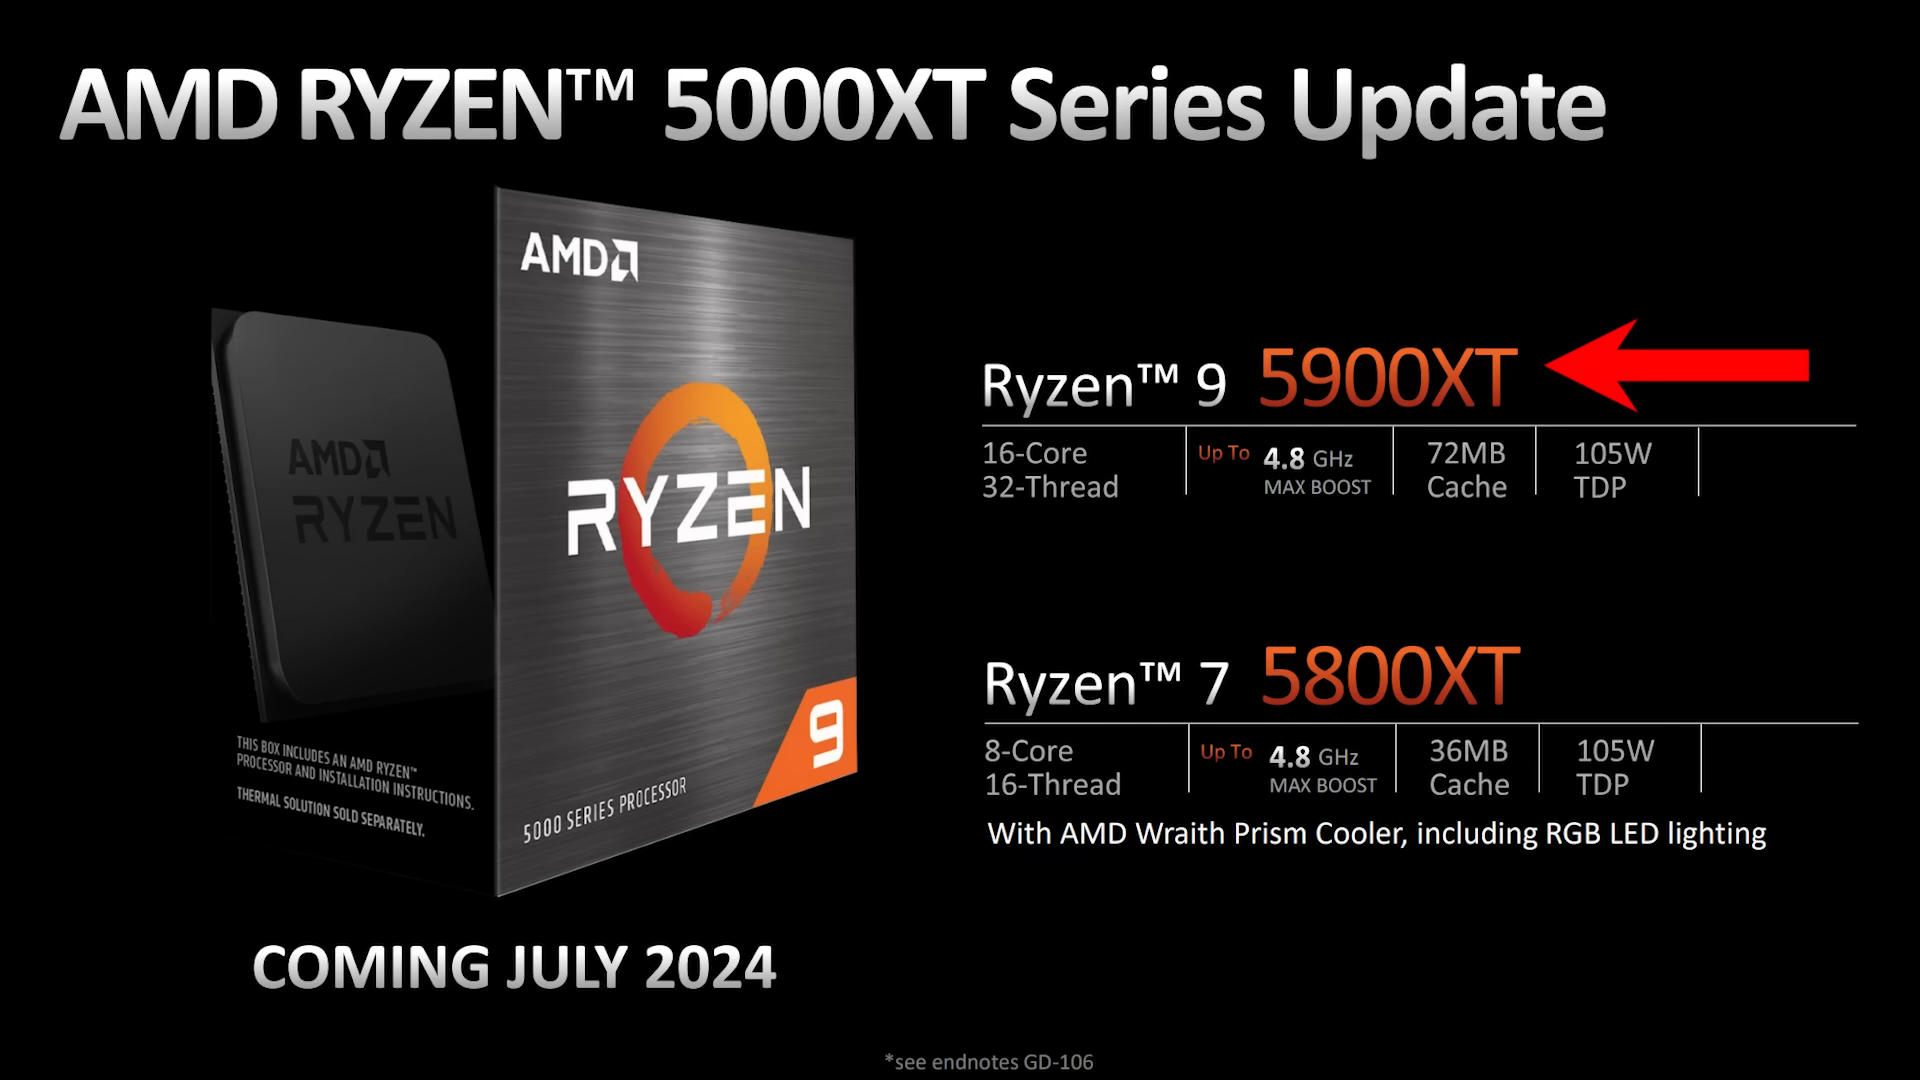 AMD RYZEN™ 5000XT Series Update
AMD
RYZEN
THIS BOX INCLUDES AN AMD RYZEN™
PROCESSOR AND INSTALLATION INSTRUCTIONS.
THERMAL SOLUTION SOLD SEPARATELY.
AMD
RYZEN
9
5000 SERIES PROCESSOR
COMING JULY 2024
Ryzen™ 9 5900XT
16-Core
32-Thread
Up To 4.8 GHz
MAX BOOST
72MB
Cache
105W
TDP
Ryzen™ 7 5800XT
8-Core
16-Thread
Up To 4.8 GHz
MAX BOOST
36MB
Cache
105W
TDP
With AMD Wraith Prism Cooler, including RGB LED lighting
*see endnotes GD-106